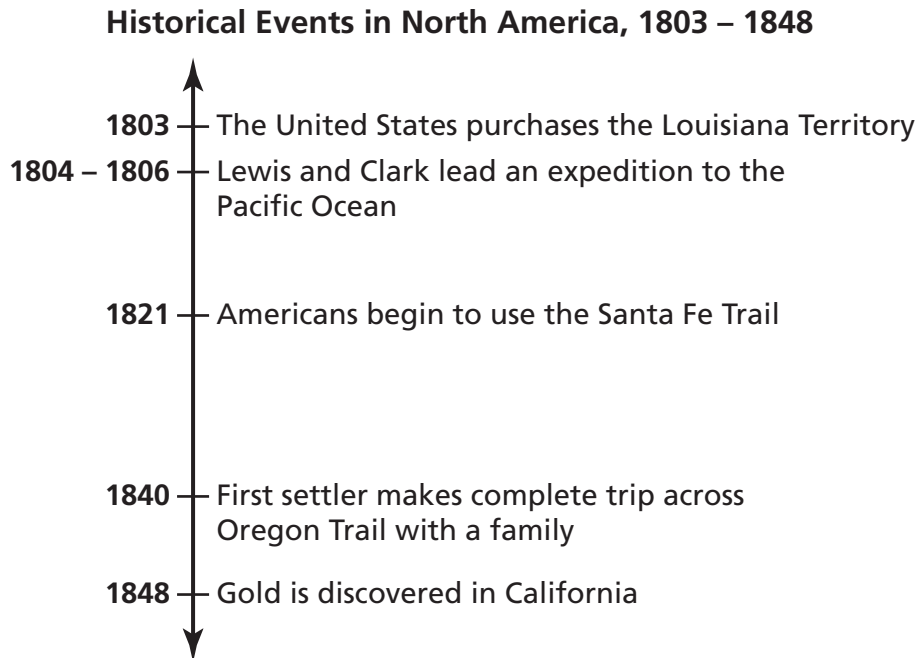 Historical Events in North America, 1803 – 1848
1803 The United States purchases the Louisiana Territory
1804 – 1806 Lewis and Clark lead an expedition to the
Pacific Ocean
1821 Americans begin to use the Santa Fe Trail
1840 First settler makes complete trip across
Oregon Trail with a family
1848 Gold is discovered in California